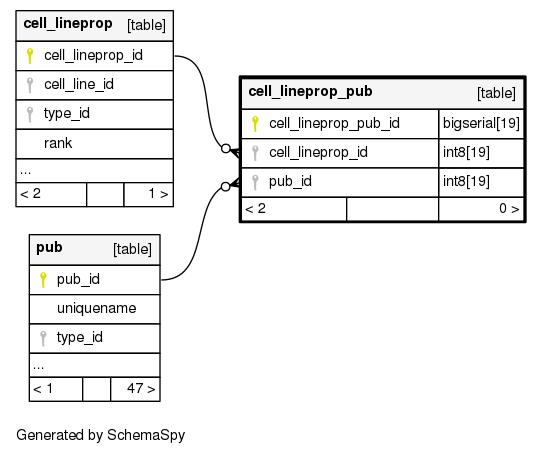 cell_lineprop [table]
cell_lineprop_id
cell_line_id
type_id
rank
...
< 2 1 >
cell_lineprop_pub [table]
cell_lineprop_pub_id bigserial[19]
cell_lineprop_id int8[19]
pub_id int8[19]
< 2 0 >
pub [table]
pub_id
uniquename
type_id
...
< 1 47 >
Generated by SchemaSpy